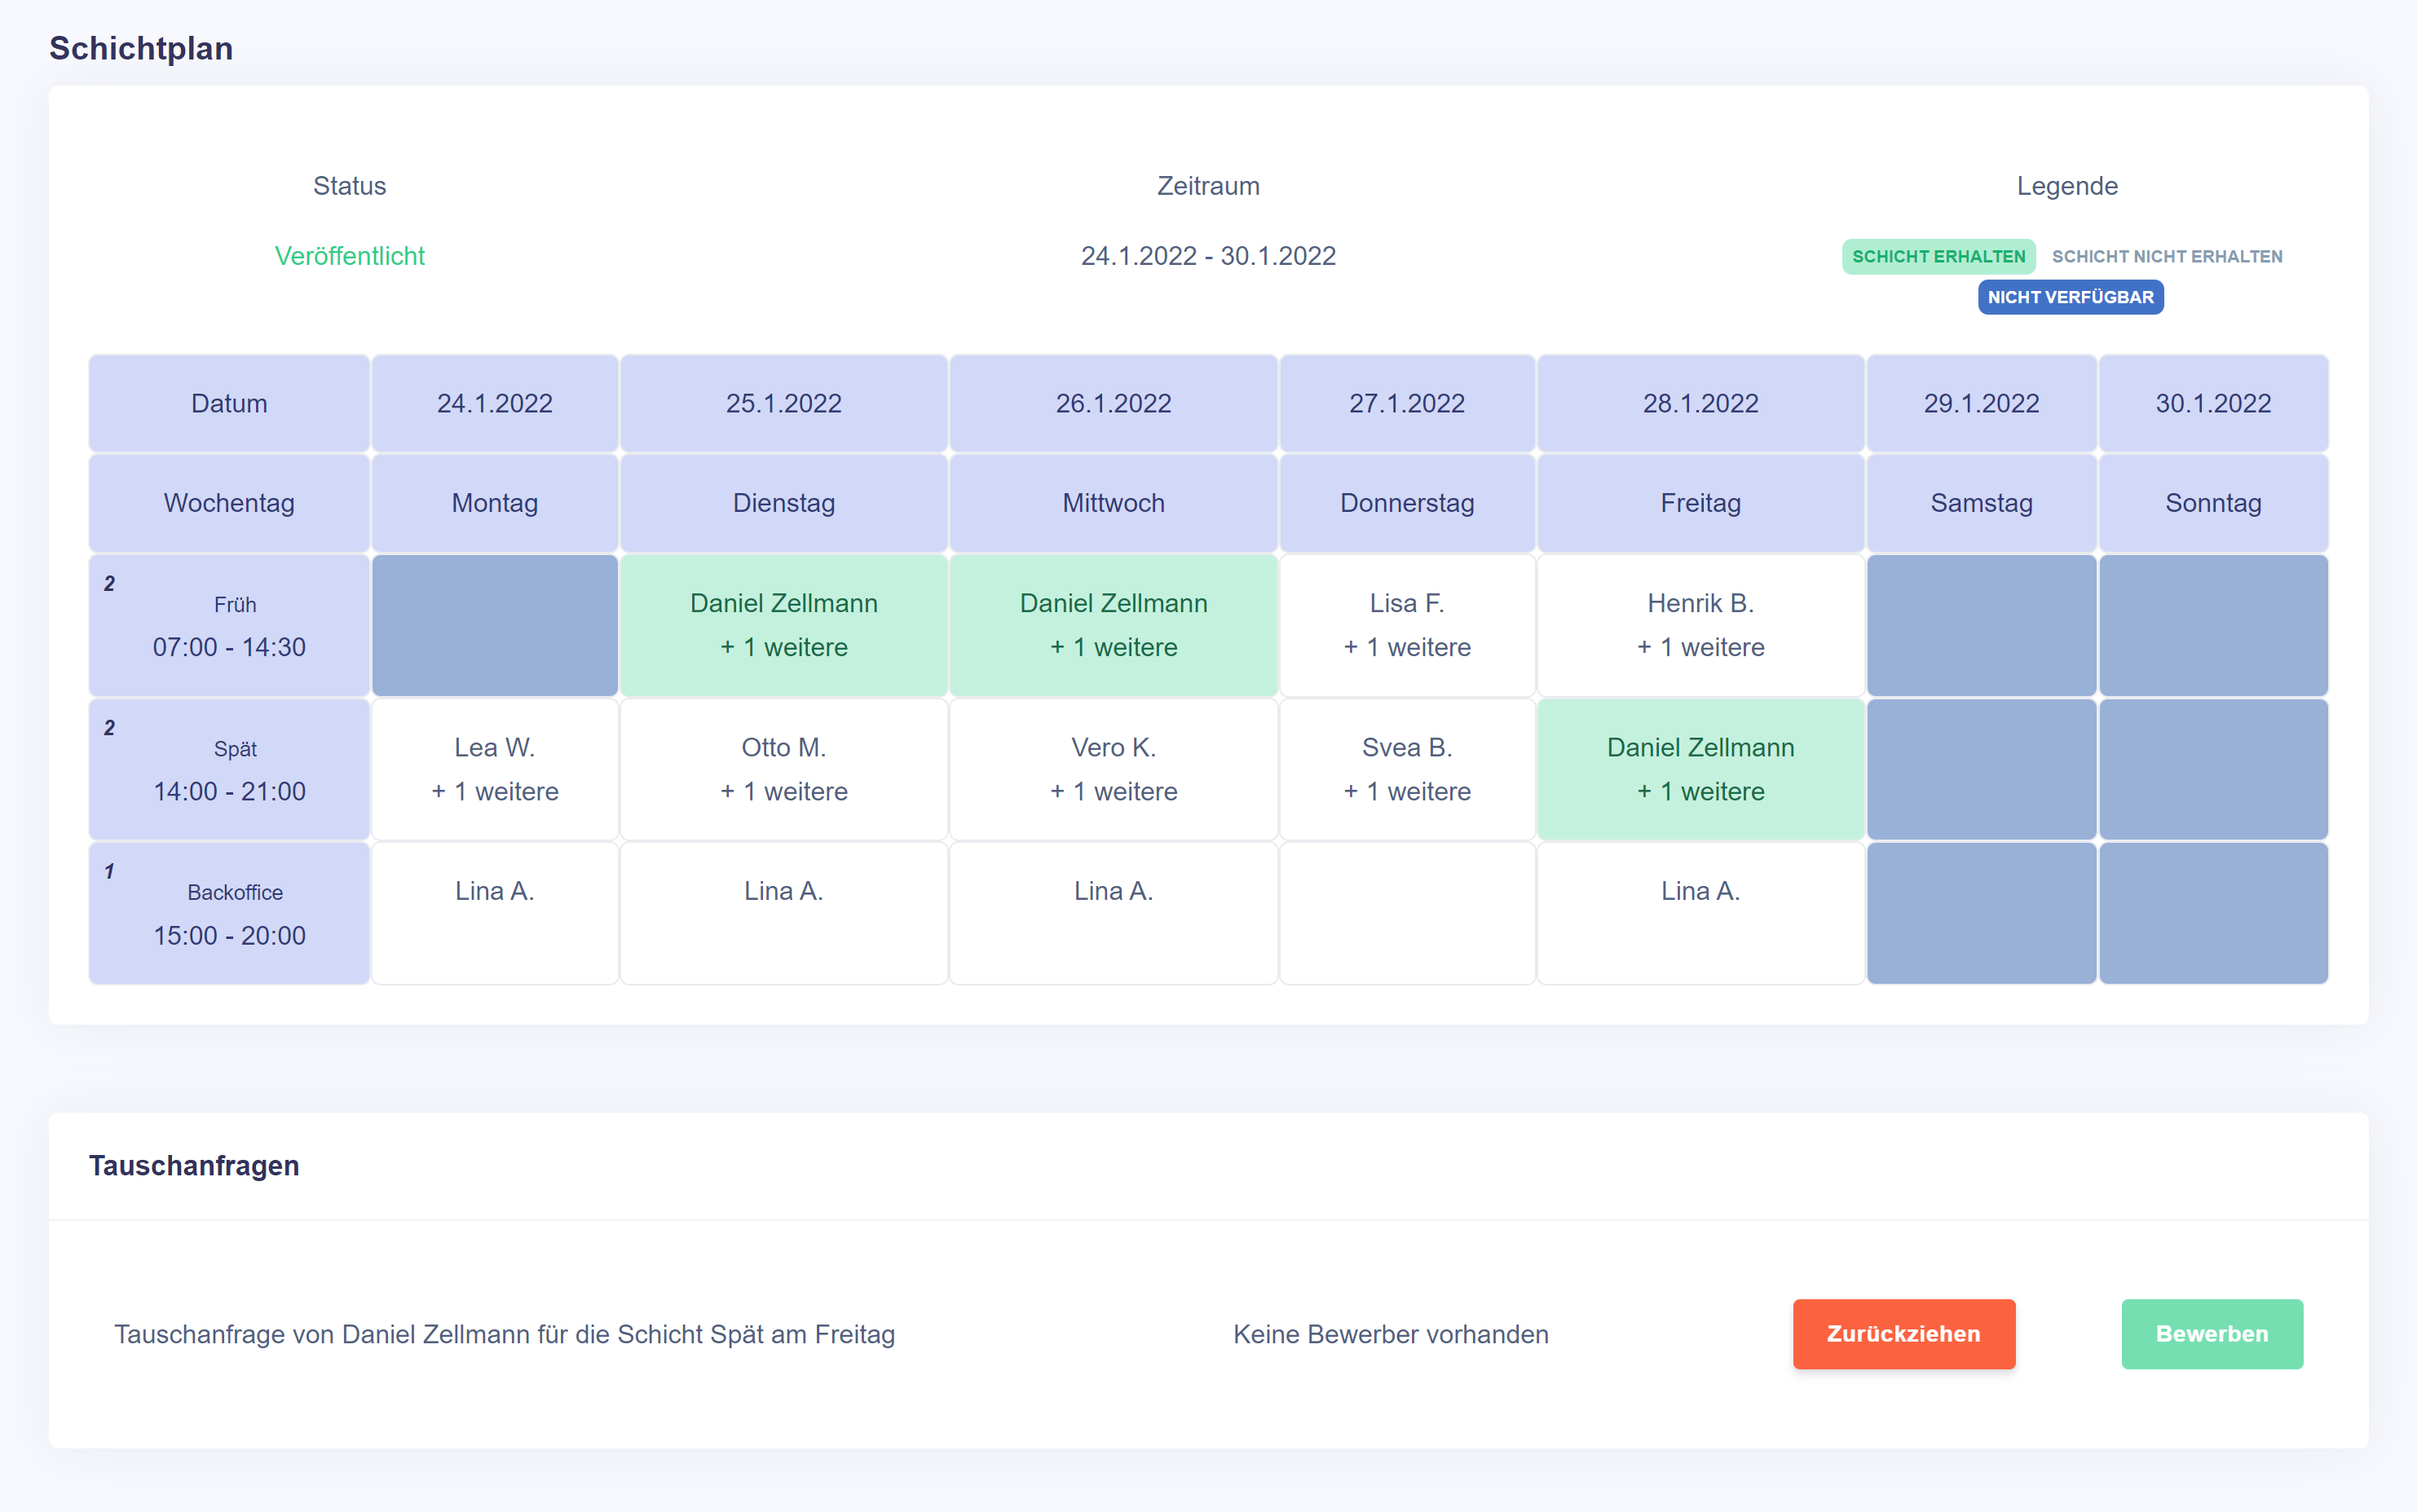 Schichtplan
Status
Zeitraum
Legende
Veröffentlicht
24.1.2022 - 30.1.2022
SCHICHT ERHALTEN SCHICHT NICHT ERHALTEN
NICHT VERFÜGBAR
Datum 24.1.2022 25.1.2022 26.1.2022 27.1.2022 28.1.2022 29.1.2022 30.1.2022
Wochentag Montag Dienstag Mittwoch Donnerstag Freitag Samstag Sonntag
2
Früh
07:00 - 14:30
Daniel Zellmann
+ 1 weitere
Daniel Zellmann
+ 1 weitere
Lisa F.
+ 1 weitere
Henrik B.
+ 1 weitere
2
Spät
14:00 - 21:00
Lea W.
+ 1 weitere
Otto M.
+ 1 weitere
Vero K.
+ 1 weitere
Svea B.
+ 1 weitere
Daniel Zellmann
+ 1 weitere
1
Backoffice
15:00 - 20:00
Lina A.
Lina A.
Lina A.
Lina A.
Tauschanfragen
Tauschanfrage von Daniel Zellmann für die Schicht Spät am Freitag
Keine Bewerber vorhanden
Zurückziehen
Bewerben